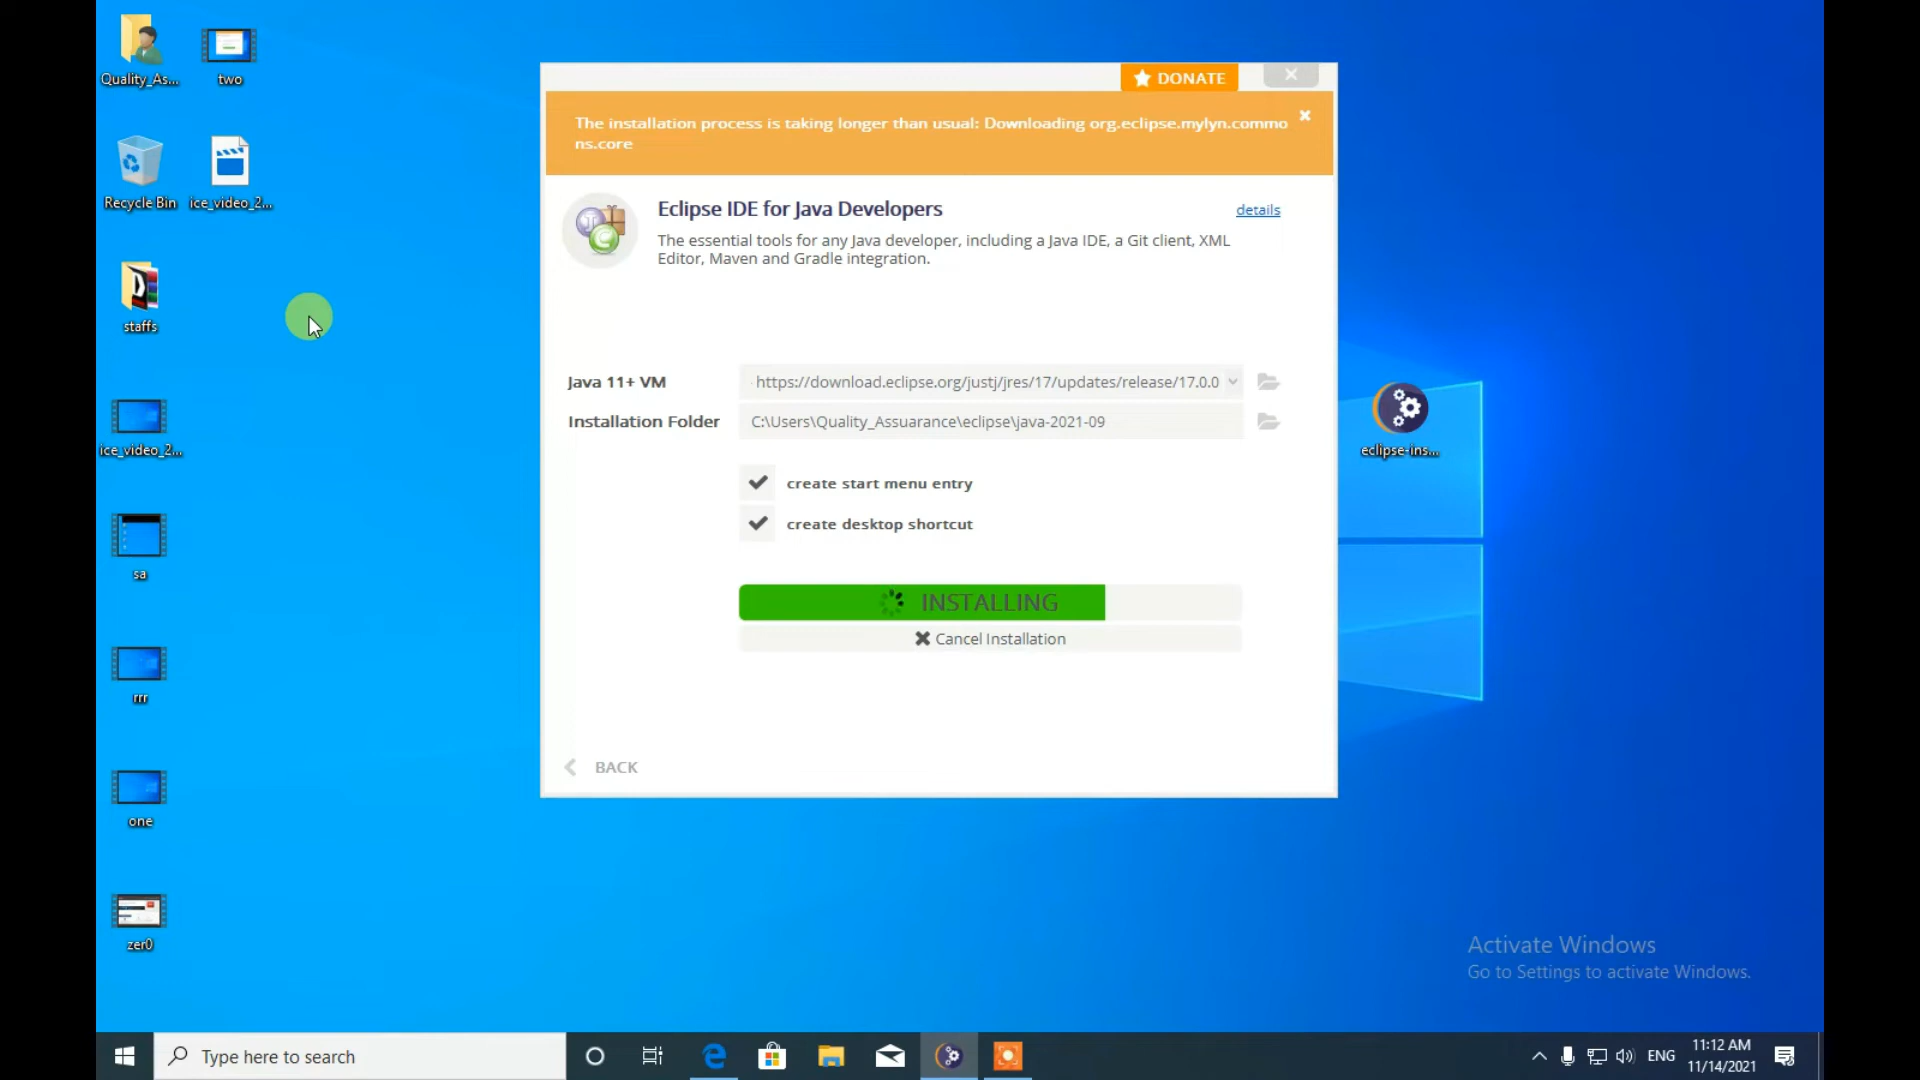 Quality_As...
two
Recycle Bin
ice_video_2...
staffs
ice_video_2...
sa
rrr
one
zer0
DONATE
The installation process is taking longer than usual: Downloading org.eclipse.mylyn.commo
ns.core
Eclipse IDE for Java Developers
details
The essential tools for any Java developer, including a Java IDE, a Git client, XML
Editor, Maven and Gradle integration.
Java 11+ VM
https://download.eclipse.org/justj/jres/17/updates/release/17.0.0
Installation Folder
C:\Users\Quality_Assuarance\eclipse\java-2021-09
create start menu entry
create desktop shortcut
INSTALLING
Cancel Installation
BACK
eclipse-ins...
Activate Windows
Go to Settings to activate Windows.
Type here to search
ENG
11:12 AM
11/14/2021